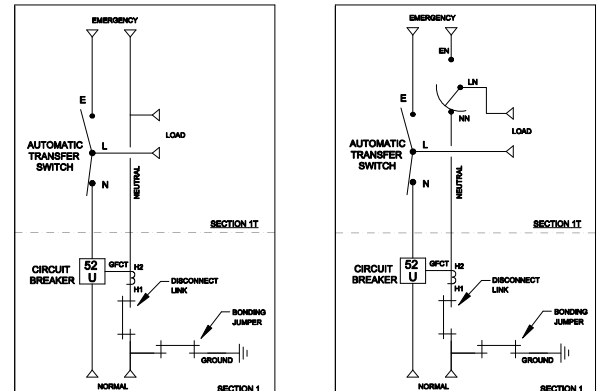 EMERGENCY
E
LOAD
AUTOMATIC
TRANSFER
SWITCH
L
N
NEUTRAL
SECTION 1T
CIRCUIT
BREAKER
52
U
GFCT
H2
H1
DISCONNECT
LINK
BONDING
JUMPER
GROUND
NORMAL
SECTION 1
EMERGENCY
EN
LN
E
NN
LOAD
AUTOMATIC
TRANSFER
SWITCH
L
N
NEUTRAL
SECTION 1T
CIRCUIT
BREAKER
52
U
GFCT
H2
H1
DISCONNECT
LINK
BONDING
JUMPER
GROUND
NORMAL
SECTION 1